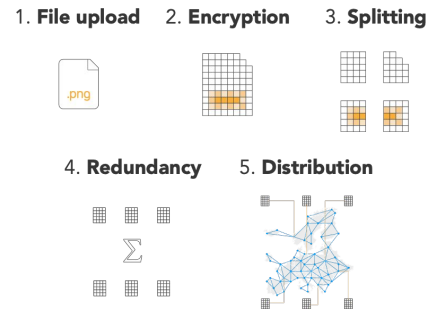 1. File upload
2. Encryption
3. Splitting
.png
4. Redundancy
5. Distribution
Σ